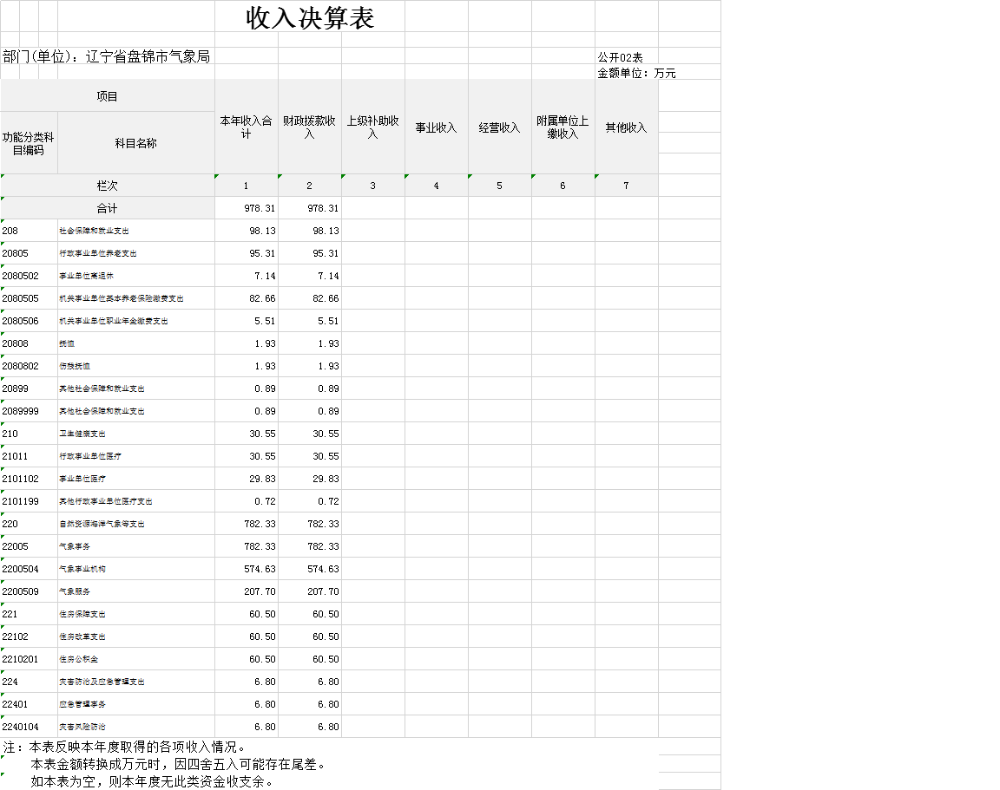 收入决算表
部门(单位)：辽宁省盘锦市气象局
公开02表
金额单位：万元
项目
本年收入合计 财政拨款收入 上级补助收入 事业收入 经营收入 附属单位上缴收入 其他收入
功能分类科目编码 科目名称
栏次 1 2 3 4 5 6 7
合计 978.31 978.31
208 社会保障和就业支出 98.13 98.13
20805 行政事业单位养老支出 95.31 95.31
2080502 事业单位离退休 7.14 7.14
2080505 机关事业单位基本养老保险缴费支出 82.66 82.66
2080506 机关事业单位职业年金缴费支出 5.51 5.51
20808 抚恤 1.93 1.93
2080802 伤残抚恤 1.93 1.93
20899 其他社会保障和就业支出 0.89 0.89
2089999 其他社会保障和就业支出 0.89 0.89
210 卫生健康支出 30.55 30.55
21011 行政事业单位医疗 30.55 30.55
2101102 事业单位医疗 29.83 29.83
2101199 其他行政事业单位医疗支出 0.72 0.72
220 自然资源海洋气象等支出 782.33 782.33
22005 气象事务 782.33 782.33
2200504 气象事业机构 574.63 574.63
2200509 气象服务 207.70 207.70
221 住房保障支出 60.50 60.50
22102 住房改革支出 60.50 60.50
2210201 住房公积金 60.50 60.50
224 灾害防治及应急管理支出 6.80 6.80
22401 应急管理事务 6.80 6.80
2240104 灾害风险防治 6.80 6.80
注：本表反映本年度取得的各项收入情况。
本表金额转换成万元时，因四舍五入可能存在尾差。
如本表为空，则本年度无此类资金收支余。